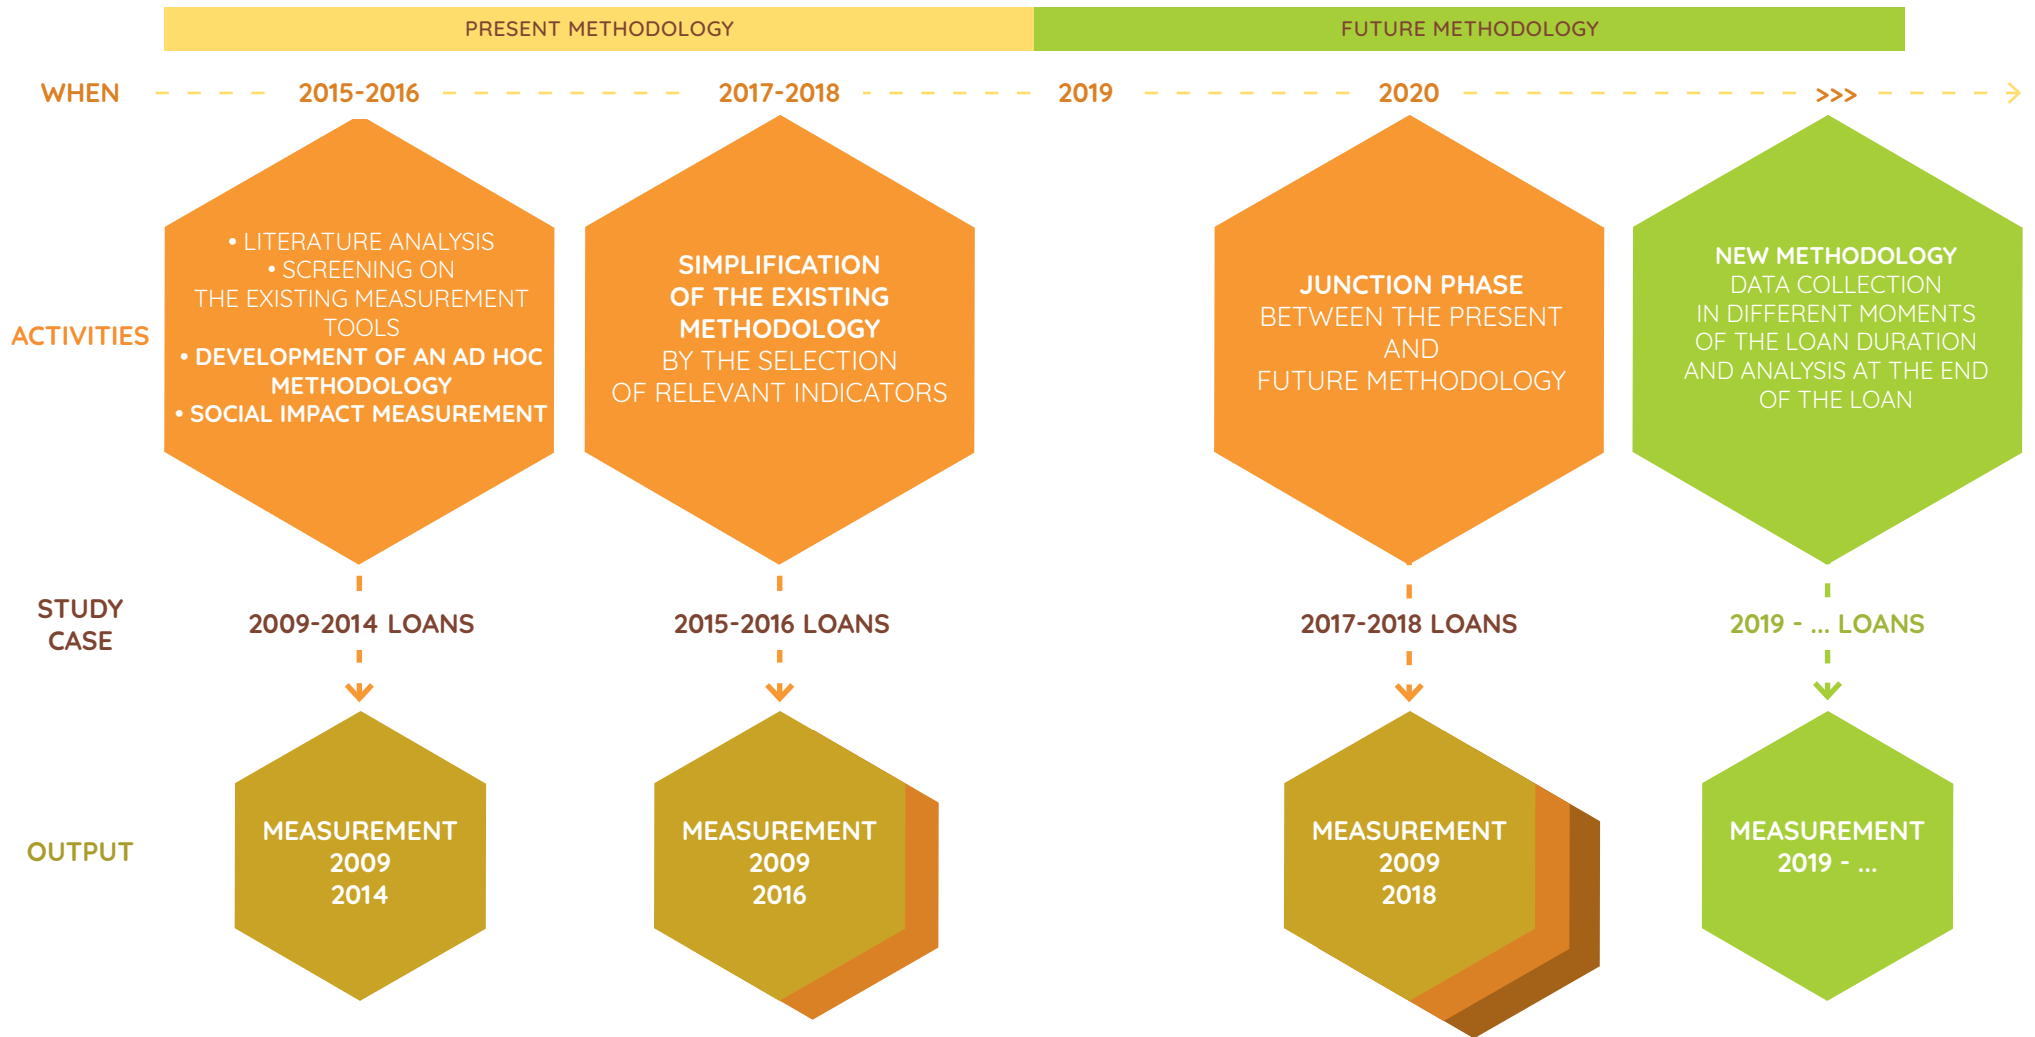 PRESENT METHODOLOGY
FUTURE METHODOLOGY
WHEN
2015-2016
2017-2018
2019
2020
>>>
ACTIVITIES
• LITERATURE ANALYSIS
• SCREENING ON
THE EXISTING MEASUREMENT
TOOLS
• DEVELOPMENT OF AN AD HOC
METHODOLOGY
• SOCIAL IMPACT MEASUREMENT
SIMPLIFICATION
OF THE EXISTING
METHODOLOGY
BY THE SELECTION
OF RELEVANT INDICATORS
JUNCTION PHASE
BETWEEN THE PRESENT
AND
FUTURE METHODOLOGY
NEW METHODOLOGY
DATA COLLECTION
IN DIFFERENT MOMENTS
OF THE LOAN DURATION
AND ANALYSIS AT THE END
OF THE LOAN
STUDY
CASE
2009-2014 LOANS
2015-2016 LOANS
2017-2018 LOANS
2019 - ... LOANS
OUTPUT
MEASUREMENT
2009
2014
MEASUREMENT
2009
2016
MEASUREMENT
2009
2018
MEASUREMENT
2019 - ...